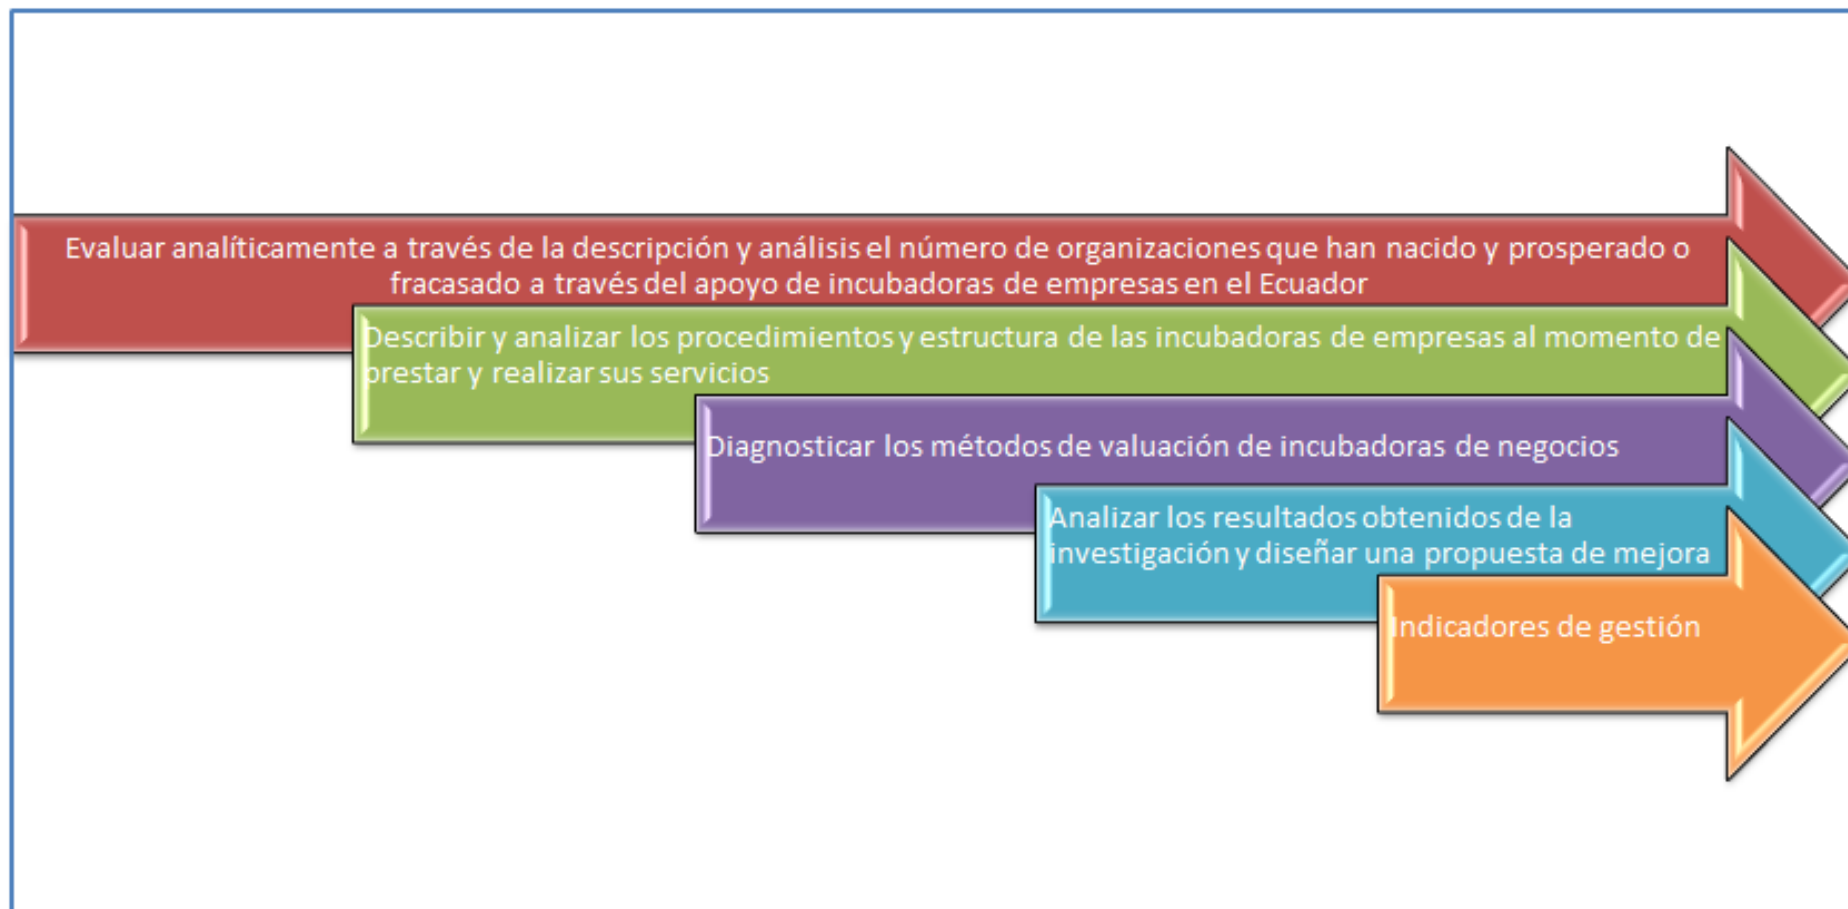 Evaluar analíticamente a través de la descripción y análisis el número de organizaciones que han nacido y prosperado o
fracasado a través del apoyo de incubadoras de empresas en el Ecuador
Describir y analizar los procedimientos y estructura de las incubadoras de empresas al momento de
prestar y realizar sus servicios
Diagnosticar los métodos de valuación de incubadoras de negocios
Analizar los resultados obtenidos de la
investigación y diseñar una propuesta de mejora
Indicadores de gestión